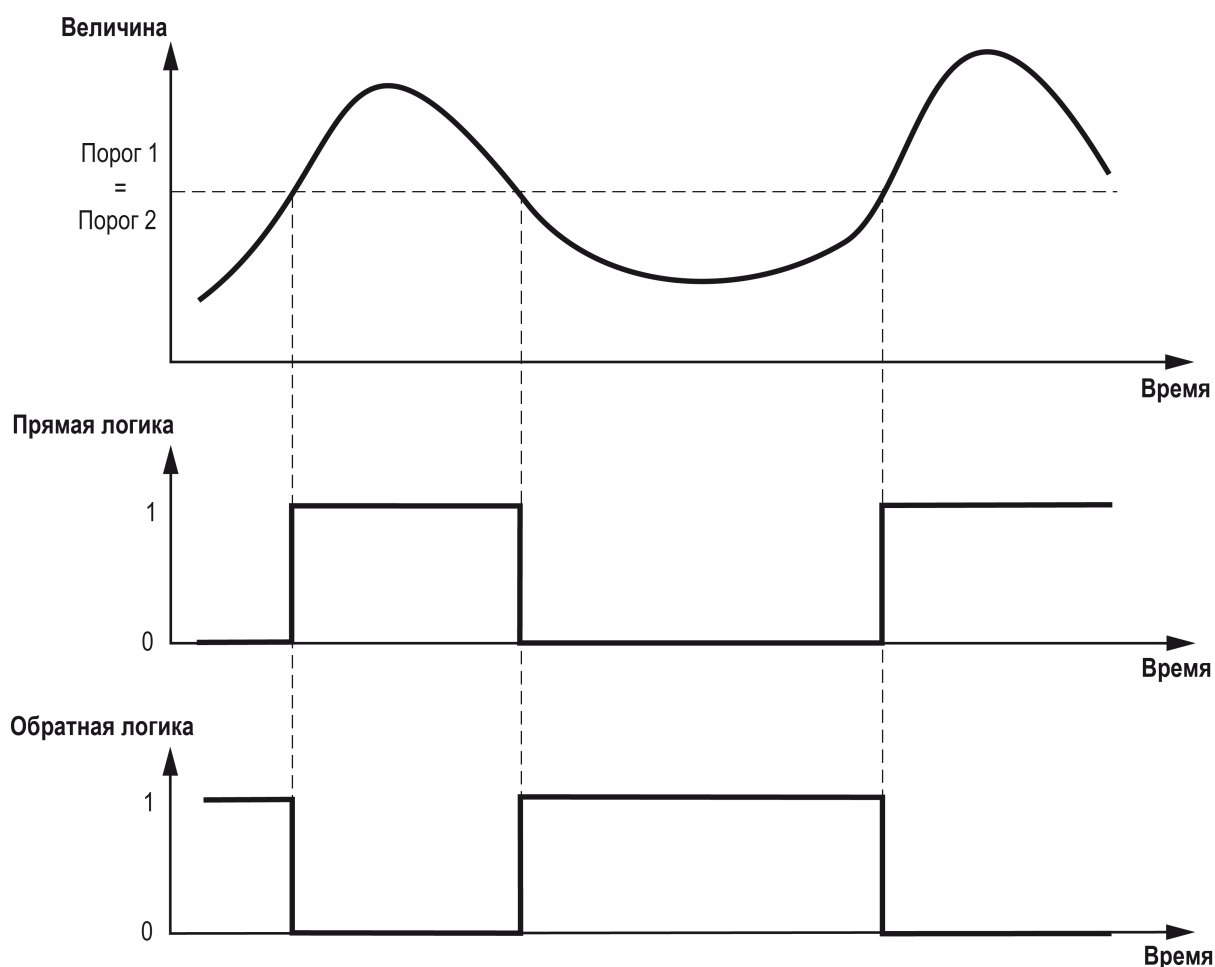 Величина
Порог 1
=
Порог 2
Время
Прямая логика
1
0
Время
Обратная логика
1
0
Время